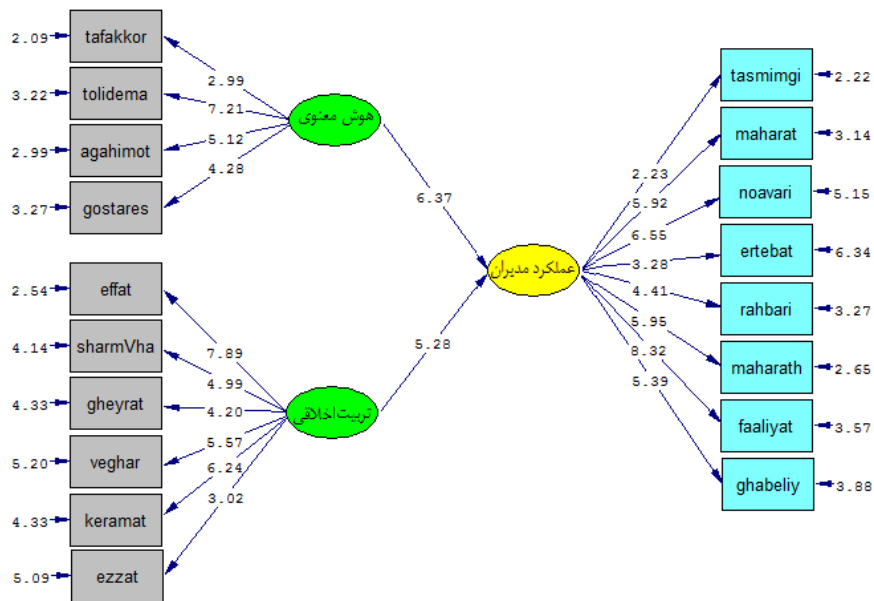 2.09
tafakkor
3.22
tolidema
2.99
agahimot
3.27
gostares
2.99
7.21
5.12
4.28
هوش معنوی
6.37
2.54
effat
4.14
sharmVha
4.33
gheyrat
5.20
veghar
4.33
keramat
5.09
ezzat
7.89
4.99
4.20
5.57
6.24
3.02
تربیت اخلاقی
5.28
عملکرد مدیران
2.23
5.92
6.55
3.28
4.41
5.95
8.32
5.39
tasmimgi
2.22
maharat
3.14
noavari
5.15
ertebat
6.34
rahbari
3.27
maharath
2.65
faaliyat
3.57
ghabeliy
3.88